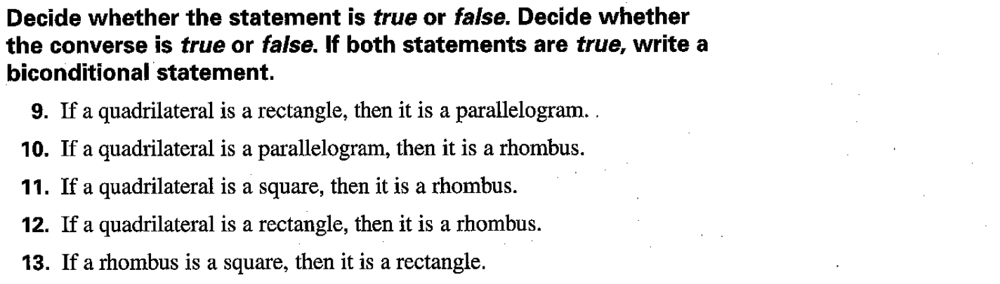 Decide whether the statement is true or false. Decide whether
the converse is true or false. If both statements are true, write a
biconditional statement.
9. If a quadrilateral is a rectangle, then it is a parallelogram.
10. If a quadrilateral is a parallelogram, then it is a rhombus.
11. If a quadrilateral is a square, then it is a rhombus.
12. If a quadrilateral is a rectangle, then it is a rhombus.
13. If a rhombus is a square, then it is a rectangle.